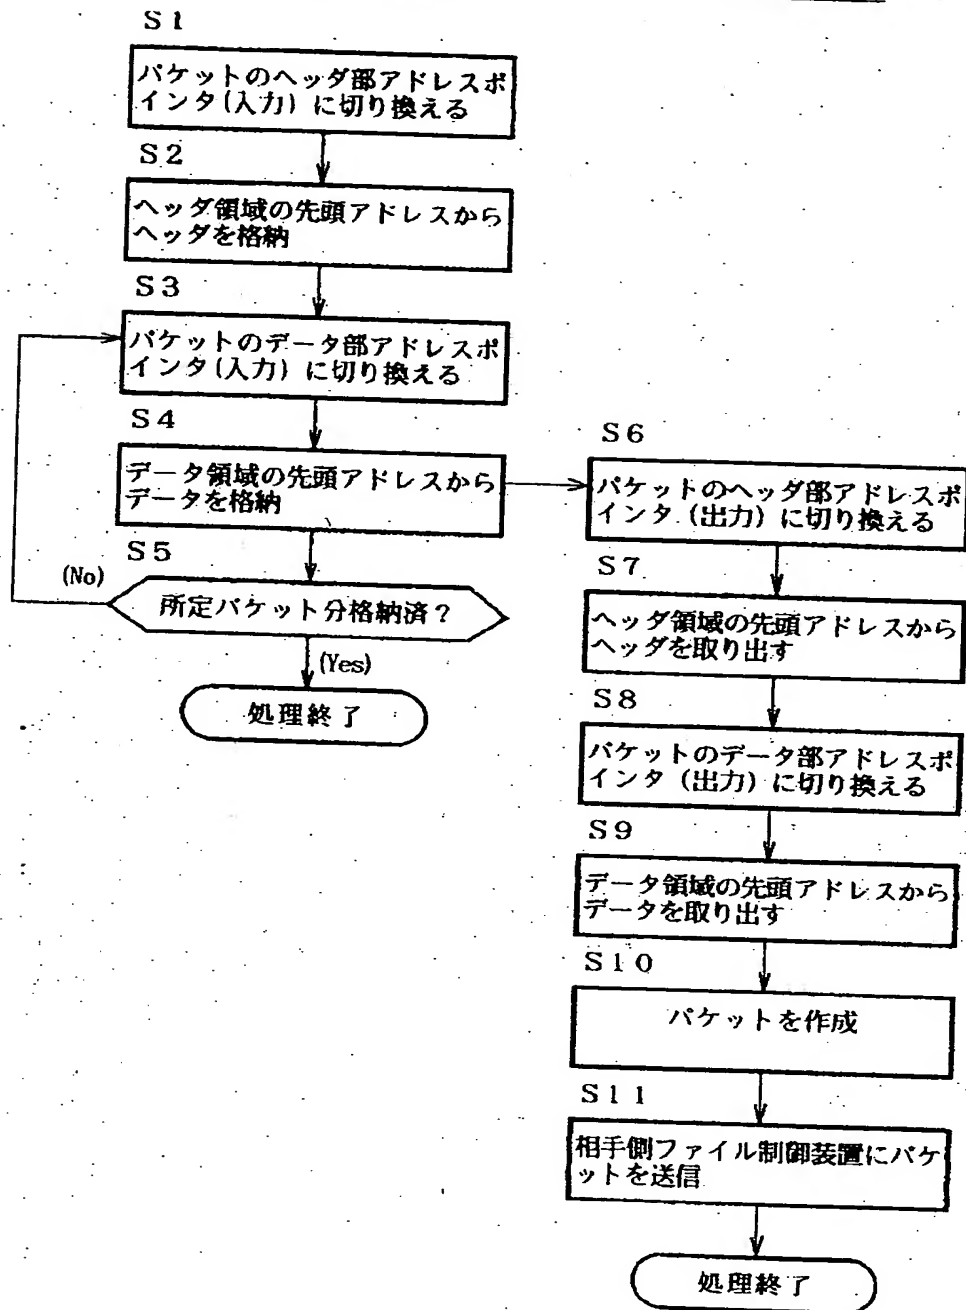 S1
パケットのヘッダ部アドレスポ
インタ(入力)に切り換える
S2
ヘッダ領域の先頭アドレスから
ヘッダを格納
S3
パケットのデータ部アドレスポ
インタ(入力)に切り換える
S4
データ領域の先頭アドレスから
データを格納
S5
(No)
所定パケット分格納済?
(Yes)
処理終了
S6
パケットのヘッダ部アドレスポ
インタ(出力)に切り換える
S7
ヘッダ領域の先頭アドレスから
ヘッダを取り出す
S8
パケットのデータ部アドレスポ
インタ(出力)に切り換える
S9
データ領域の先頭アドレスから
データを取り出す
S10
パケットを作成
S11
相手側ファイル制御装置にパケ
ットを送信
処理終了